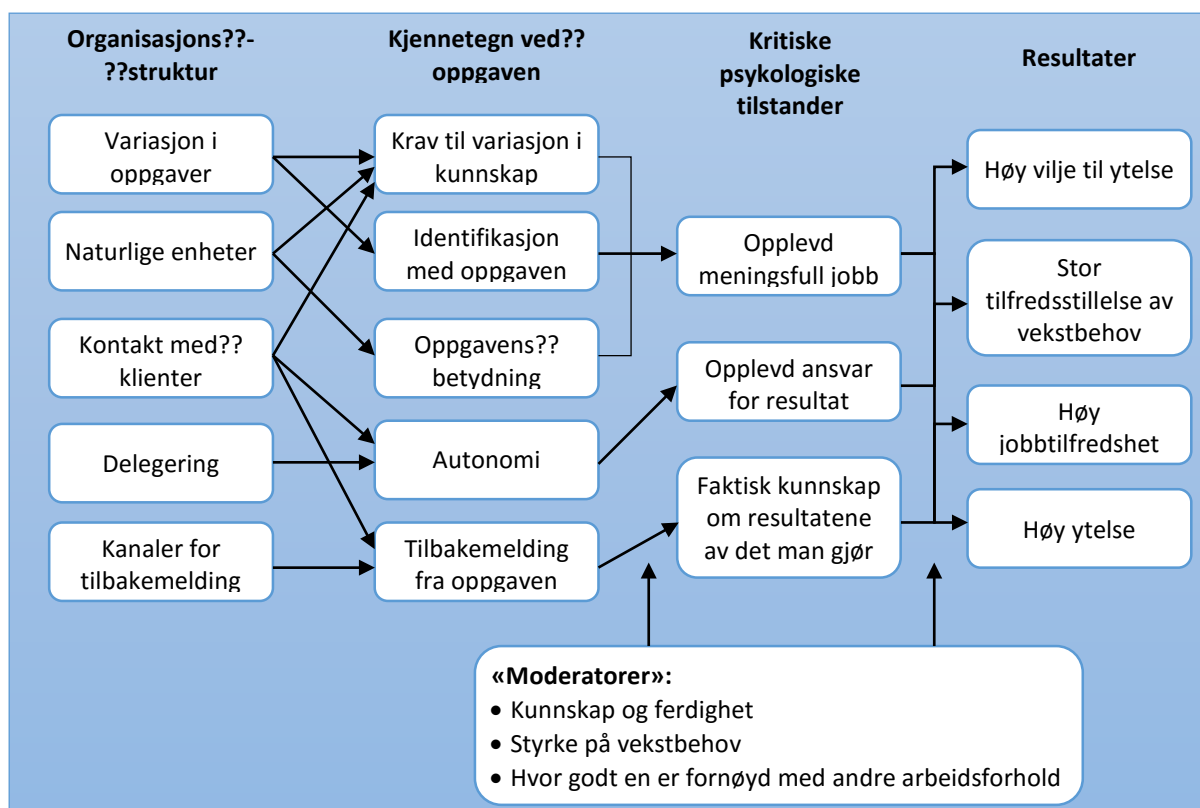 Organisasjons??-
??struktur
Kjennetegn ved??
oppgaven
Kritiske
psykologiske
tilstander
Resultater
Variasjon i
oppgaver
Naturlige enheter
Kontakt med??
klienter
Delegering
Kanaler for
tilbakemelding
Krav til variasjon i
kunnskap
Identifikasjon
med oppgaven
Oppgavens??
betydning
Autonomi
Tilbakemelding
fra oppgaven
Opplevd
meningsfull jobb
Opplevd ansvar
for resultat
Faktisk kunnskap
om resultatene
av det man gjør
Høy vilje til ytelse
Stor
tilfredsstillelse av
vekstbehov
Høy
jobbtilfredshet
Høy ytelse
«Moderatorer»:
• Kunnskap og ferdighet
• Styrke på vekstbehov
• Hvor godt en er fornøyd med andre arbeidsforhold